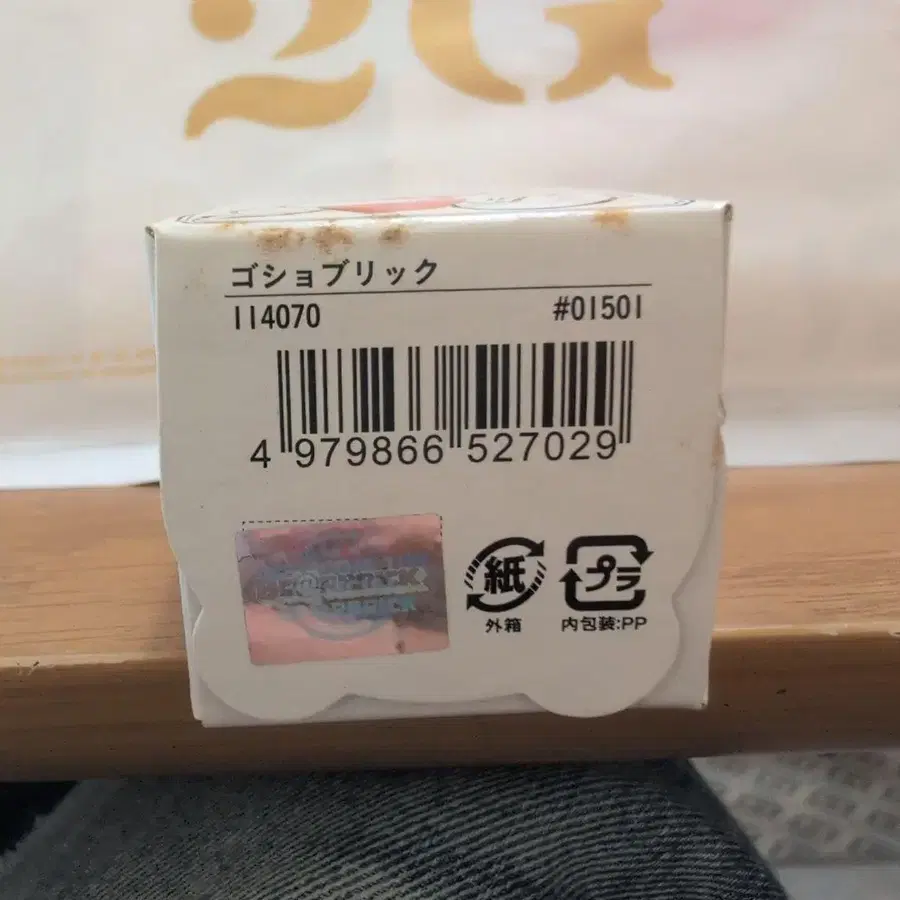 2G
ゴショブリック
114070 #01501
4 979866 527029
紙 プラ
外箱 内包装:PP